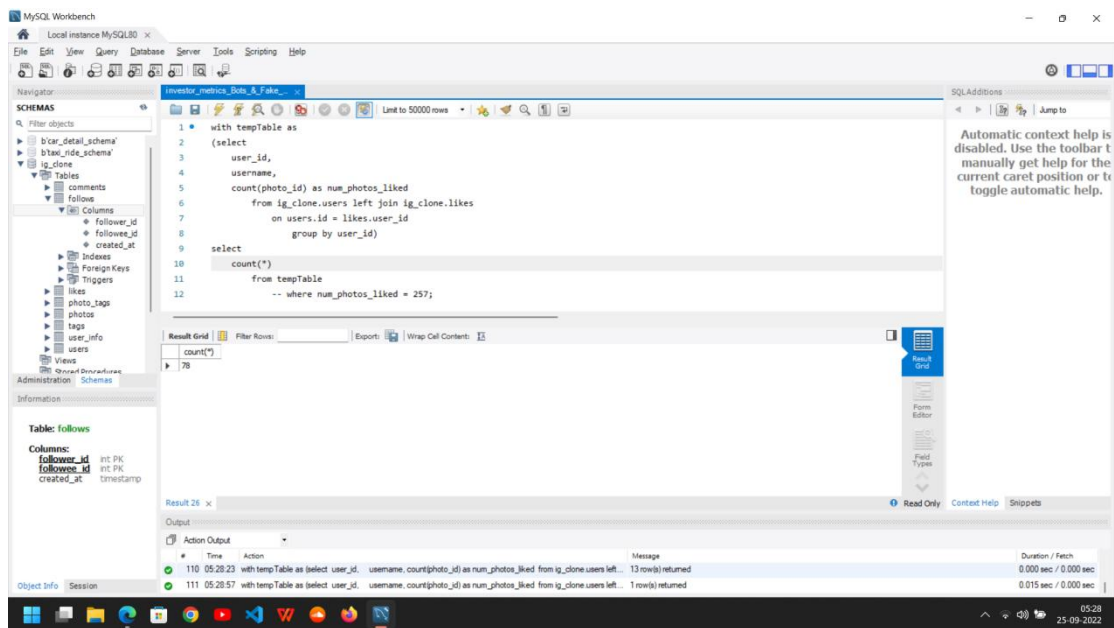 MySQL Workbench
Local instance MySQL80
File Edit View Query Database Server Tools Scripting Help
Navigator
SCHEMAS
Filter objects
b'car_detail_schema'
b'taxi_ride_schema'
ig_clone
Tables
comments
follows
Columns
follower_id
followee_id
created_at
Indexes
Foreign Keys
Triggers
likes
photo_tags
photos
tags
user_info
users
Views
Stored Procedures
Administration Schemas
Information
Table: follows
Columns:
follower_id int PK
followee_id int PK
created_at timestamp
Object Info Session
investor_metrics_Bots_&_Fake_...
Limit to 50000 rows
1 with tempTable as
2 (select
3 user_id,
4 username,
5 count(photo_id) as num_photos_liked
6 from ig_clone.users left join ig_clone.likes
7 on users.id = likes.user_id
8 group by user_id)
9 select
10 count(*)
11 from tempTable
12 -- where num_photos_liked = 257;
Result Grid Filter Rows: Export: Wrap Cell Content:
count(*)
78
Result Grid
Form Editor
Field Types
Result 26
Read Only
Output
Action Output
# Time Action Message Duration / Fetch
110 05:28:23 with tempTable as (select user_id, username, count(photo_id) as num_photos_liked from ig_clone.users left... 13 row(s) returned 0.000 sec / 0.000 sec
111 05:28:57 with tempTable as (select user_id, username, count(photo_id) as num_photos_liked from ig_clone.users left... 1 row(s) returned 0.015 sec / 0.000 sec
SQLAdditions
Jump to
Automatic context help is
disabled. Use the toolbar t
manually get help for the
current caret position or to
toggle automatic help.
Context Help Snippets
05:28
25-09-2022